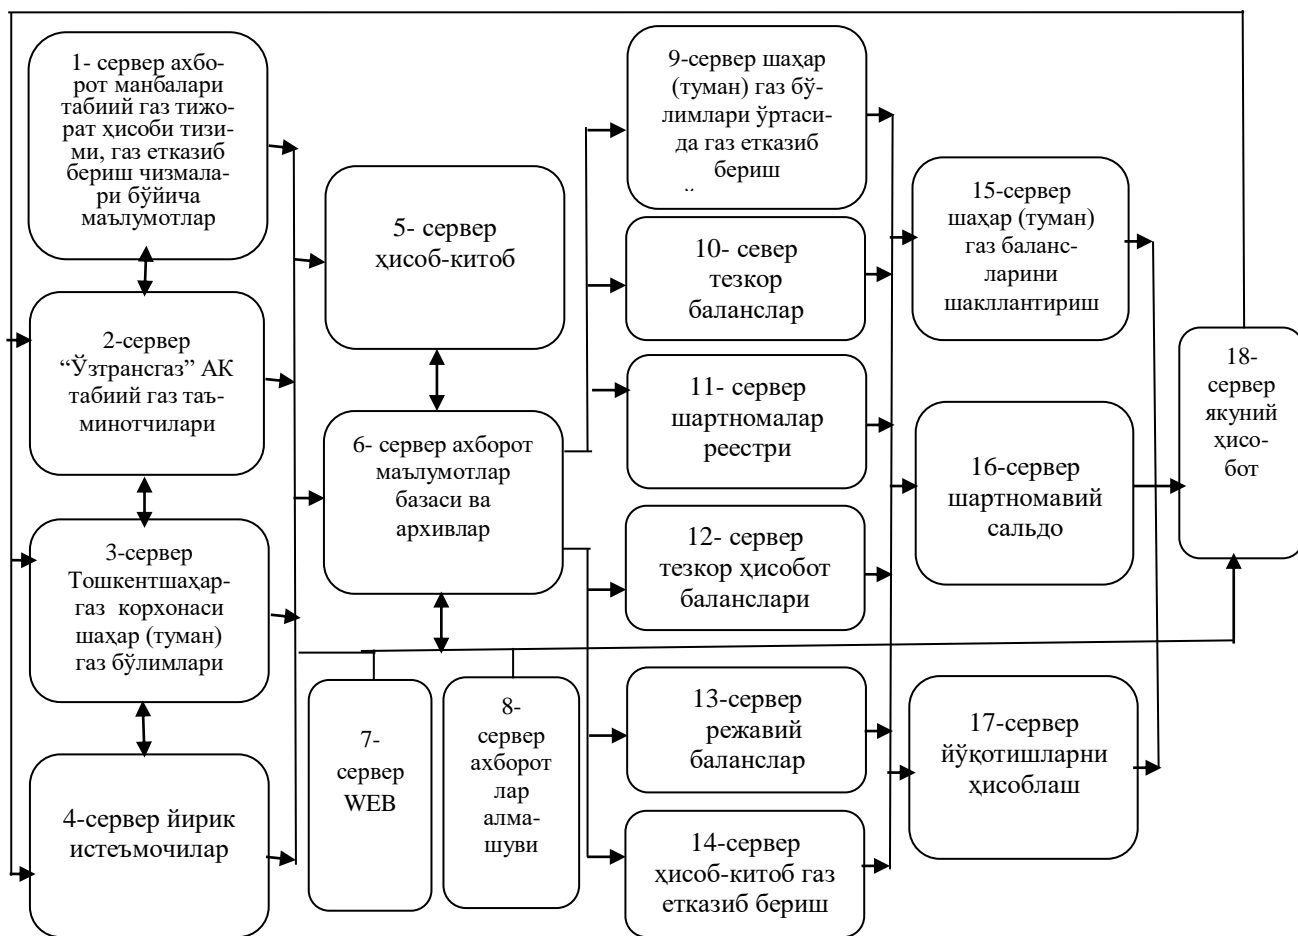 1- сервер ахбо-
рот манбалари
табиий газ тижо-
рат ҳисоби тизи-
ми, газ етказиб
бериш чизмала-
ри бўйича
маълумотлар
2-сервер
“Ўзтрансгаз” АК
табиий газ таъ-
минотчилари
3-сервер
Тошкентшаҳар-
газ корхонаси
шаҳар (туман)
газ бўлимлари
4-сервер йирик
истеъмочилар
5- сервер
ҳисоб-китоб
6- сервер ахборот
маълумотлар
базаси ва
архивлар
7-
сервер
WEB
8-
сервер
ахборот
лар
алма-
шуви
9-сервер шаҳар
(туман) газ бў-
лимлари ўртаси-
да газ етказиб
бериш
10- север
тезкор
баланслар
11- сервер
шартномалар
реестри
12- сервер
тезкор ҳисобот
баланслари
13-сервер
режавий
баланслар
14-сервер
ҳисоб-китоб газ
етказиб бериш
15-сервер
шаҳар (туман)
газ баланс-
ларини
шакллантириш
16-сервер
шартномавий
сальдо
17-сервер
йўқотишларни
ҳисоблаш
18-
сервер
якуний
ҳисо-
бот